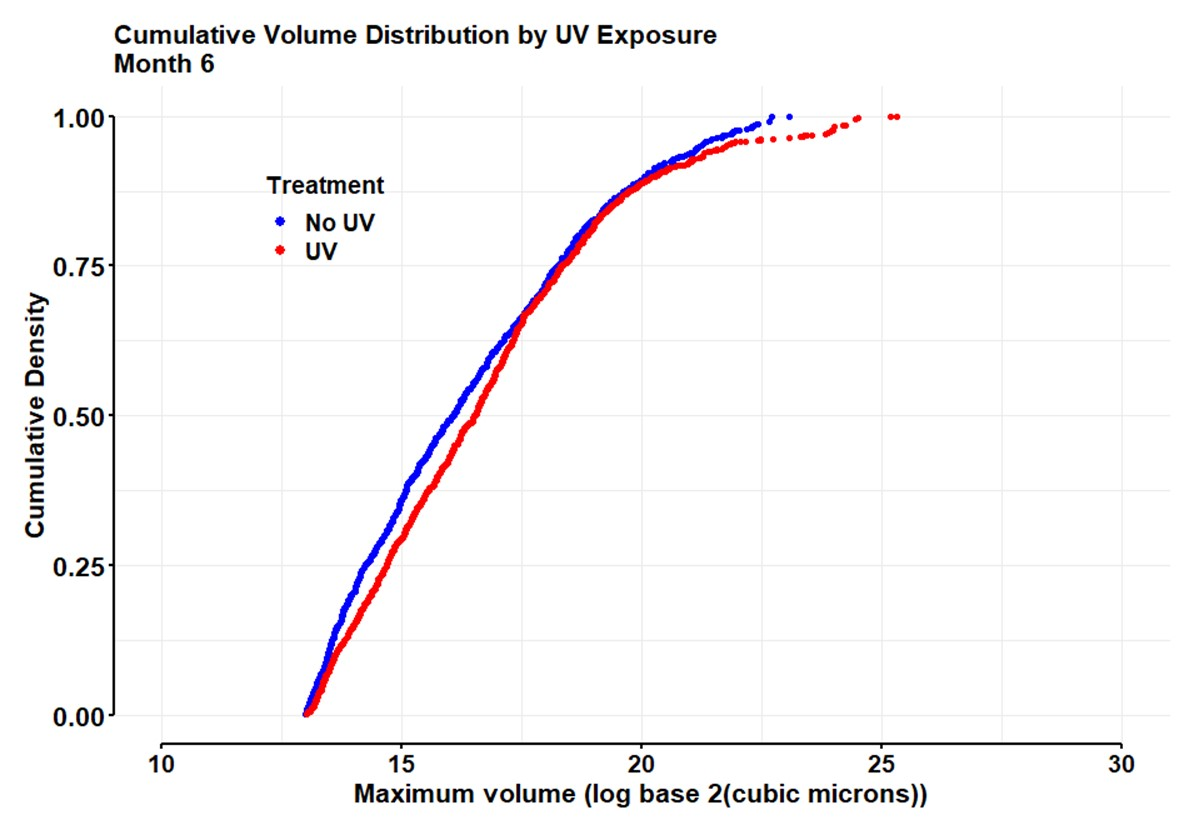 Cumulative Volume Distribution by UV Exposure
Month 6
1.00
Treatment
No UV
UV
0.75
Cumulative Density
0.50
0.25
0.00
10 15 20 25 30
Maximum volume (log base 2(cubic microns))